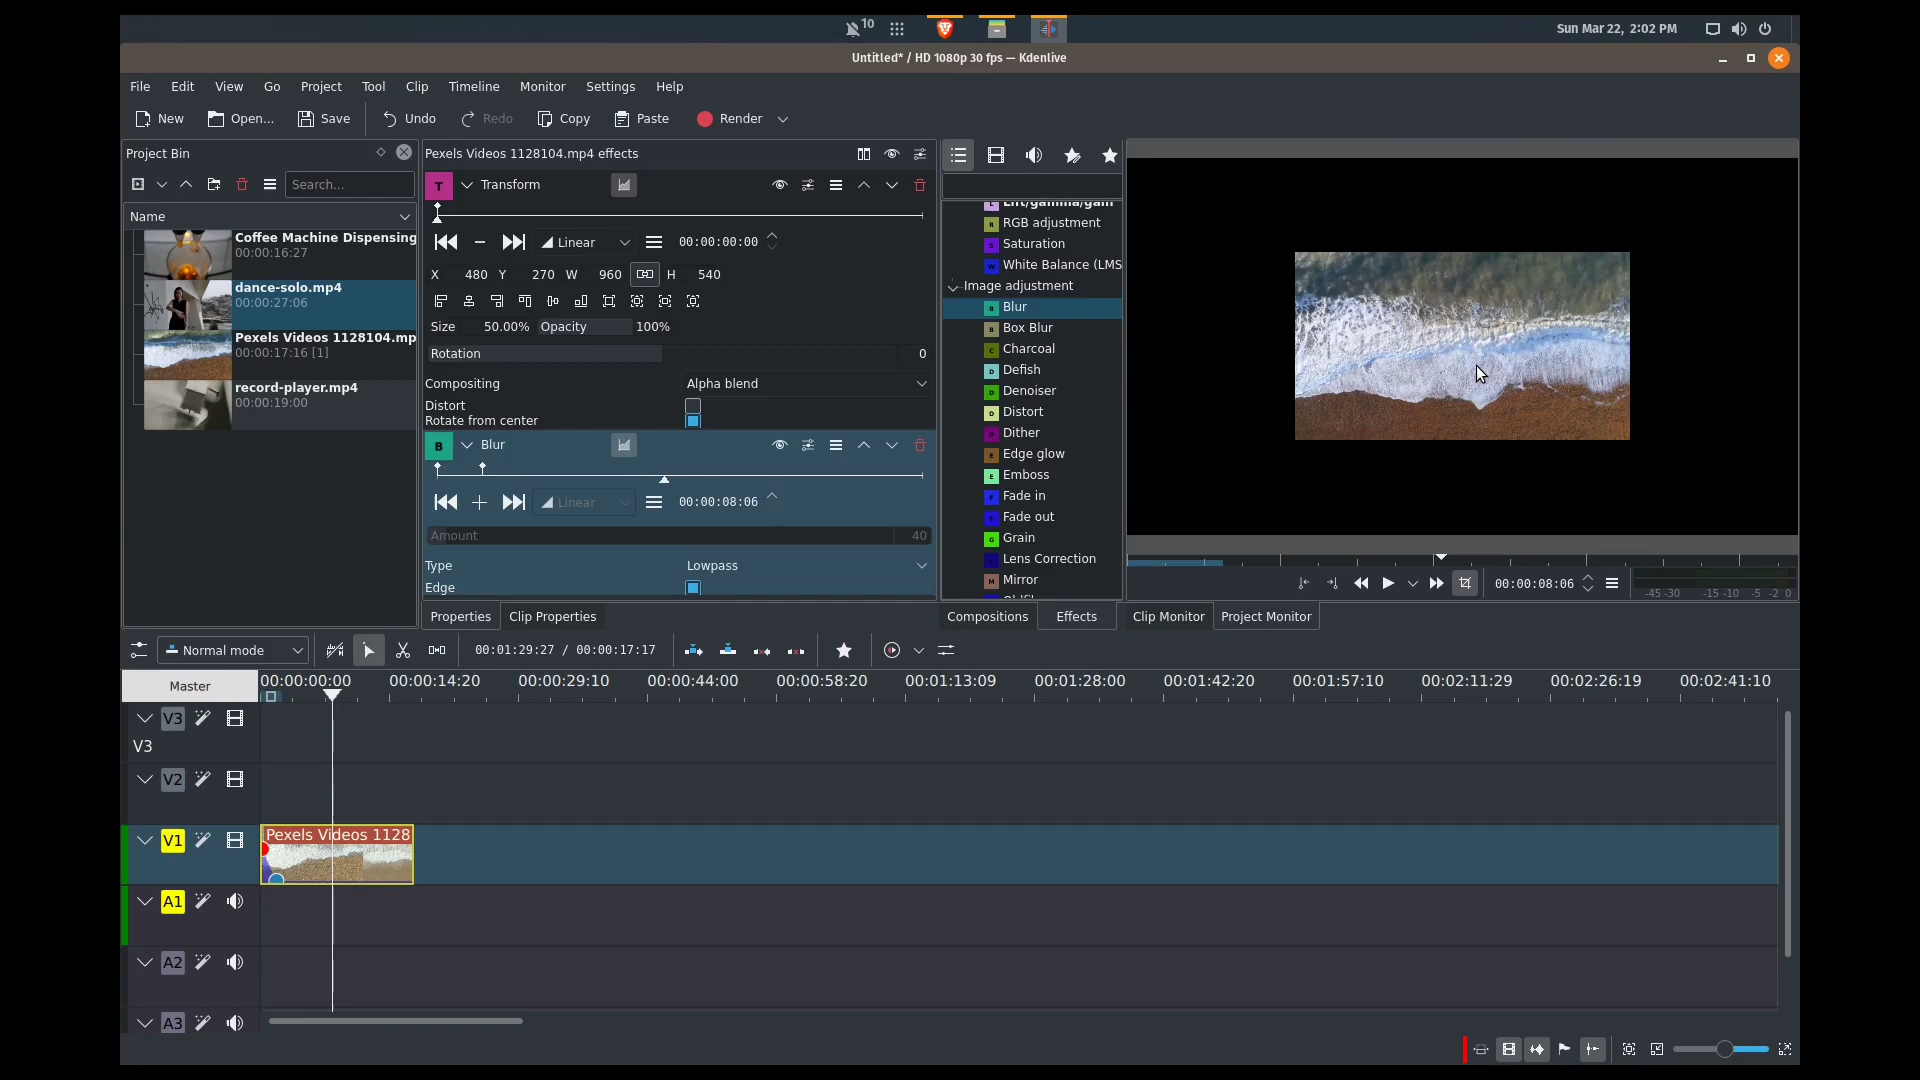 10
Sun Mar 22, 2:02 PM
Untitled* / HD 1080p 30 fps — Kdenlive
File Edit View Go Project Tool Clip Timeline Monitor Settings Help
New Open... Save Undo Redo Copy Paste Render
Project Bin
Search...
Name
Coffee Machine Dispensing
00:00:16:27
dance-solo.mp4
00:00:27:06
Pexels Videos 1128104.mp
00:00:17:16 [1]
record-player.mp4
00:00:19:00
Pexels Videos 1128104.mp4 effects
T Transform
Linear 00:00:00:00
X 480 Y 270 W 960 H 540
Size 50.00% Opacity 100%
Rotation 0
Compositing Alpha blend
Distort
Rotate from center
B Blur
Linear 00:00:08:06
Amount 40
Type Lowpass
Edge
Properties Clip Properties
Lift/gamma/gain
R RGB adjustment
Saturation
White Balance (LMS
Image adjustment
B Blur
B Box Blur
C Charcoal
D Defish
D Denoiser
D Distort
D Dither
E Edge glow
E Emboss
F Fade in
F Fade out
G Grain
Lens Correction
M Mirror
Compositions Effects
00:00:08:06
-45 -30 -15 -10 -5 -2 0
Clip Monitor Project Monitor
Normal mode
00:01:29:27 / 00:00:17:17
Master
00:00:00:00 00:00:14:20 00:00:29:10 00:00:44:00 00:00:58:20 00:01:13:09 00:01:28:00 00:01:42:20 00:01:57:10 00:02:11:29 00:02:26:19 00:02:41:10
V3
V3
V2
V1
Pexels Videos 1128
A1
A2
A3